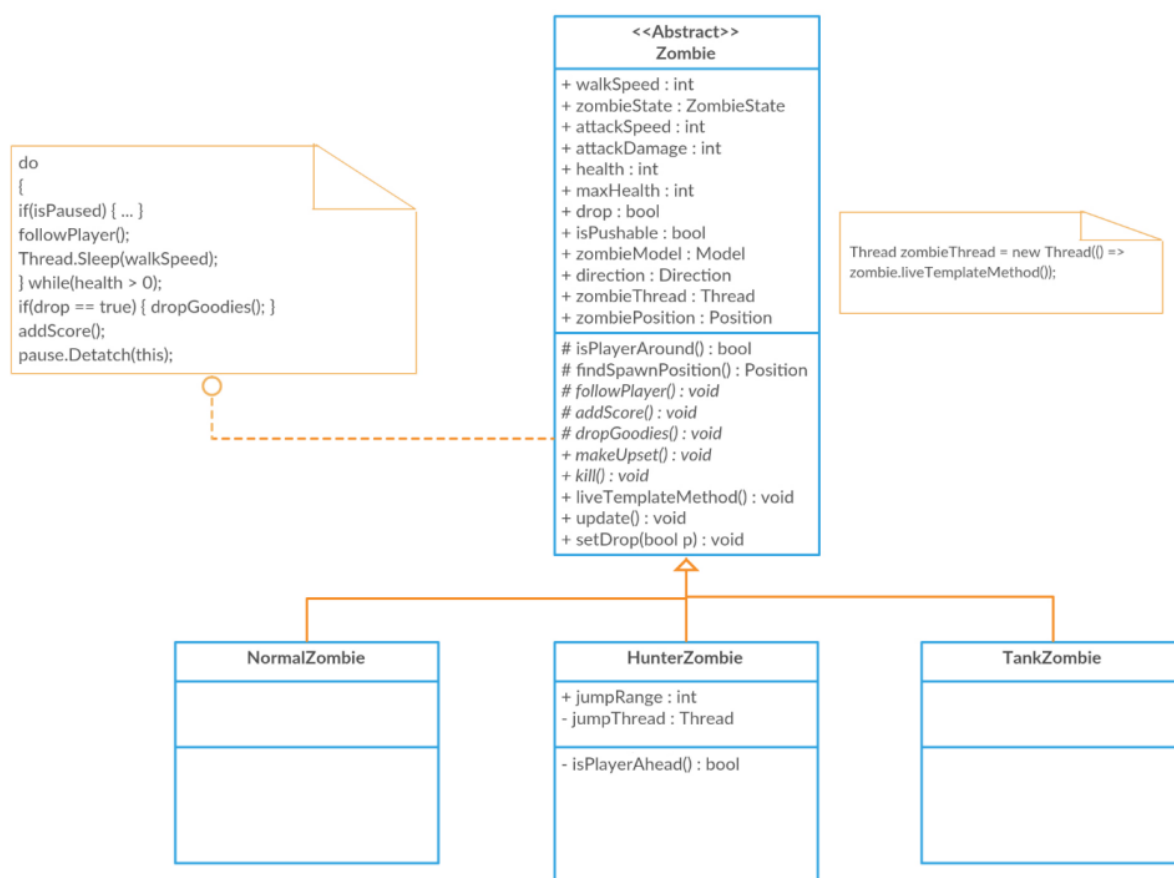 <<Abstract>>
Zombie
+ walkSpeed : int
+ zombieState : ZombieState
+ attackSpeed : int
+ attackDamage : int
+ health : int
+ maxHealth : int
+ drop : bool
+ isPushable : bool
+ zombieModel : Model
+ direction : Direction
+ zombieThread : Thread
+ zombiePosition : Position
# isPlayerAround() : bool
# findSpawnPosition() : Position
# followPlayer() : void
# addScore() : void
# dropGoodies() : void
+ makeUpset() : void
+ kill() : void
+ liveTemplateMethod() : void
+ update() : void
+ setDrop(bool p) : void
do
{
if(isPaused) { ... }
followPlayer();
Thread.Sleep(walkSpeed);
} while(health > 0);
if(drop == true) { dropGoodies(); }
addScore();
pause.Detatch(this);
Thread zombieThread = new Thread(() =>
zombie.liveTemplateMethod());
NormalZombie
HunterZombie
+ jumpRange : int
- jumpThread : Thread
- isPlayerAhead() : bool
TankZombie